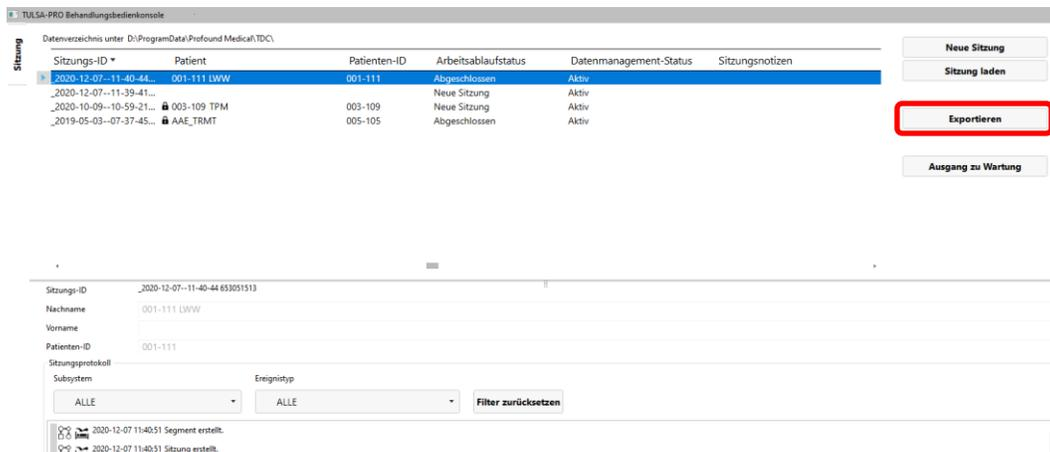 TULSA-PRO Behandlungsbedienkonsole
Sitzung
Datenverzeichnis unter D:\ProgramData\Profound Medical\TDC\
Sitzungs-ID Patient Patienten-ID Arbeitsablaufstatus Datenmanagement-Status Sitzungsnotizen
_2020-12-07--11-40-44... 001-111 LWW 001-111 Abgeschlossen Aktiv
_2020-12-07--11-39-41... Neue Sitzung Aktiv
_2020-10-09--10-59-21... 003-109 TPM 003-109 Neue Sitzung Aktiv
_2019-05-03--07-37-45... AAE_TRMT 005-105 Abgeschlossen Aktiv
Neue Sitzung
Sitzung laden
Exportieren
Ausgang zu Wartung
Sitzungs-ID _2020-12-07--11-40-44 653051513
Nachname 001-111 LWW
Vorname
Patienten-ID 001-111
Sitzungsprotokoll
Subsystem Ereignistyp
ALLE ALLE Filter zurücksetzen
2020-12-07 11:40:51 Segment erstellt.
2020-12-07 11:40:51 Sitzung erstellt.